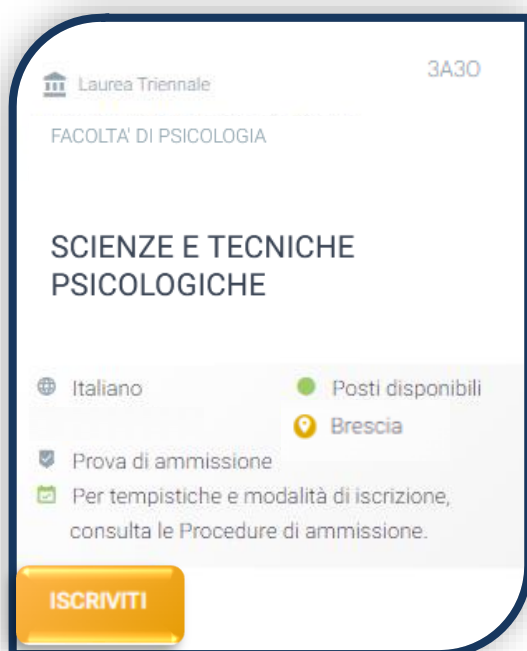 Laurea Triennale
3A3O
FACOLTA' DI PSICOLOGIA
SCIENZE E TECNICHE
PSICOLOGICHE
Italiano
Posti disponibili
Brescia
Prova di ammissione
Per tempistiche e modalità di iscrizione,
consulta le Procedure di ammissione.
ISCRIVITI